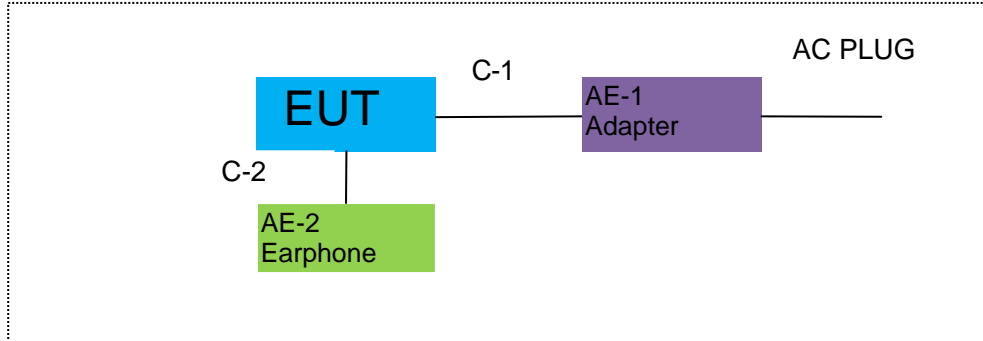 AC PLUG
C-1
EUT
AE-1
Adapter
C-2
AE-2
Earphone